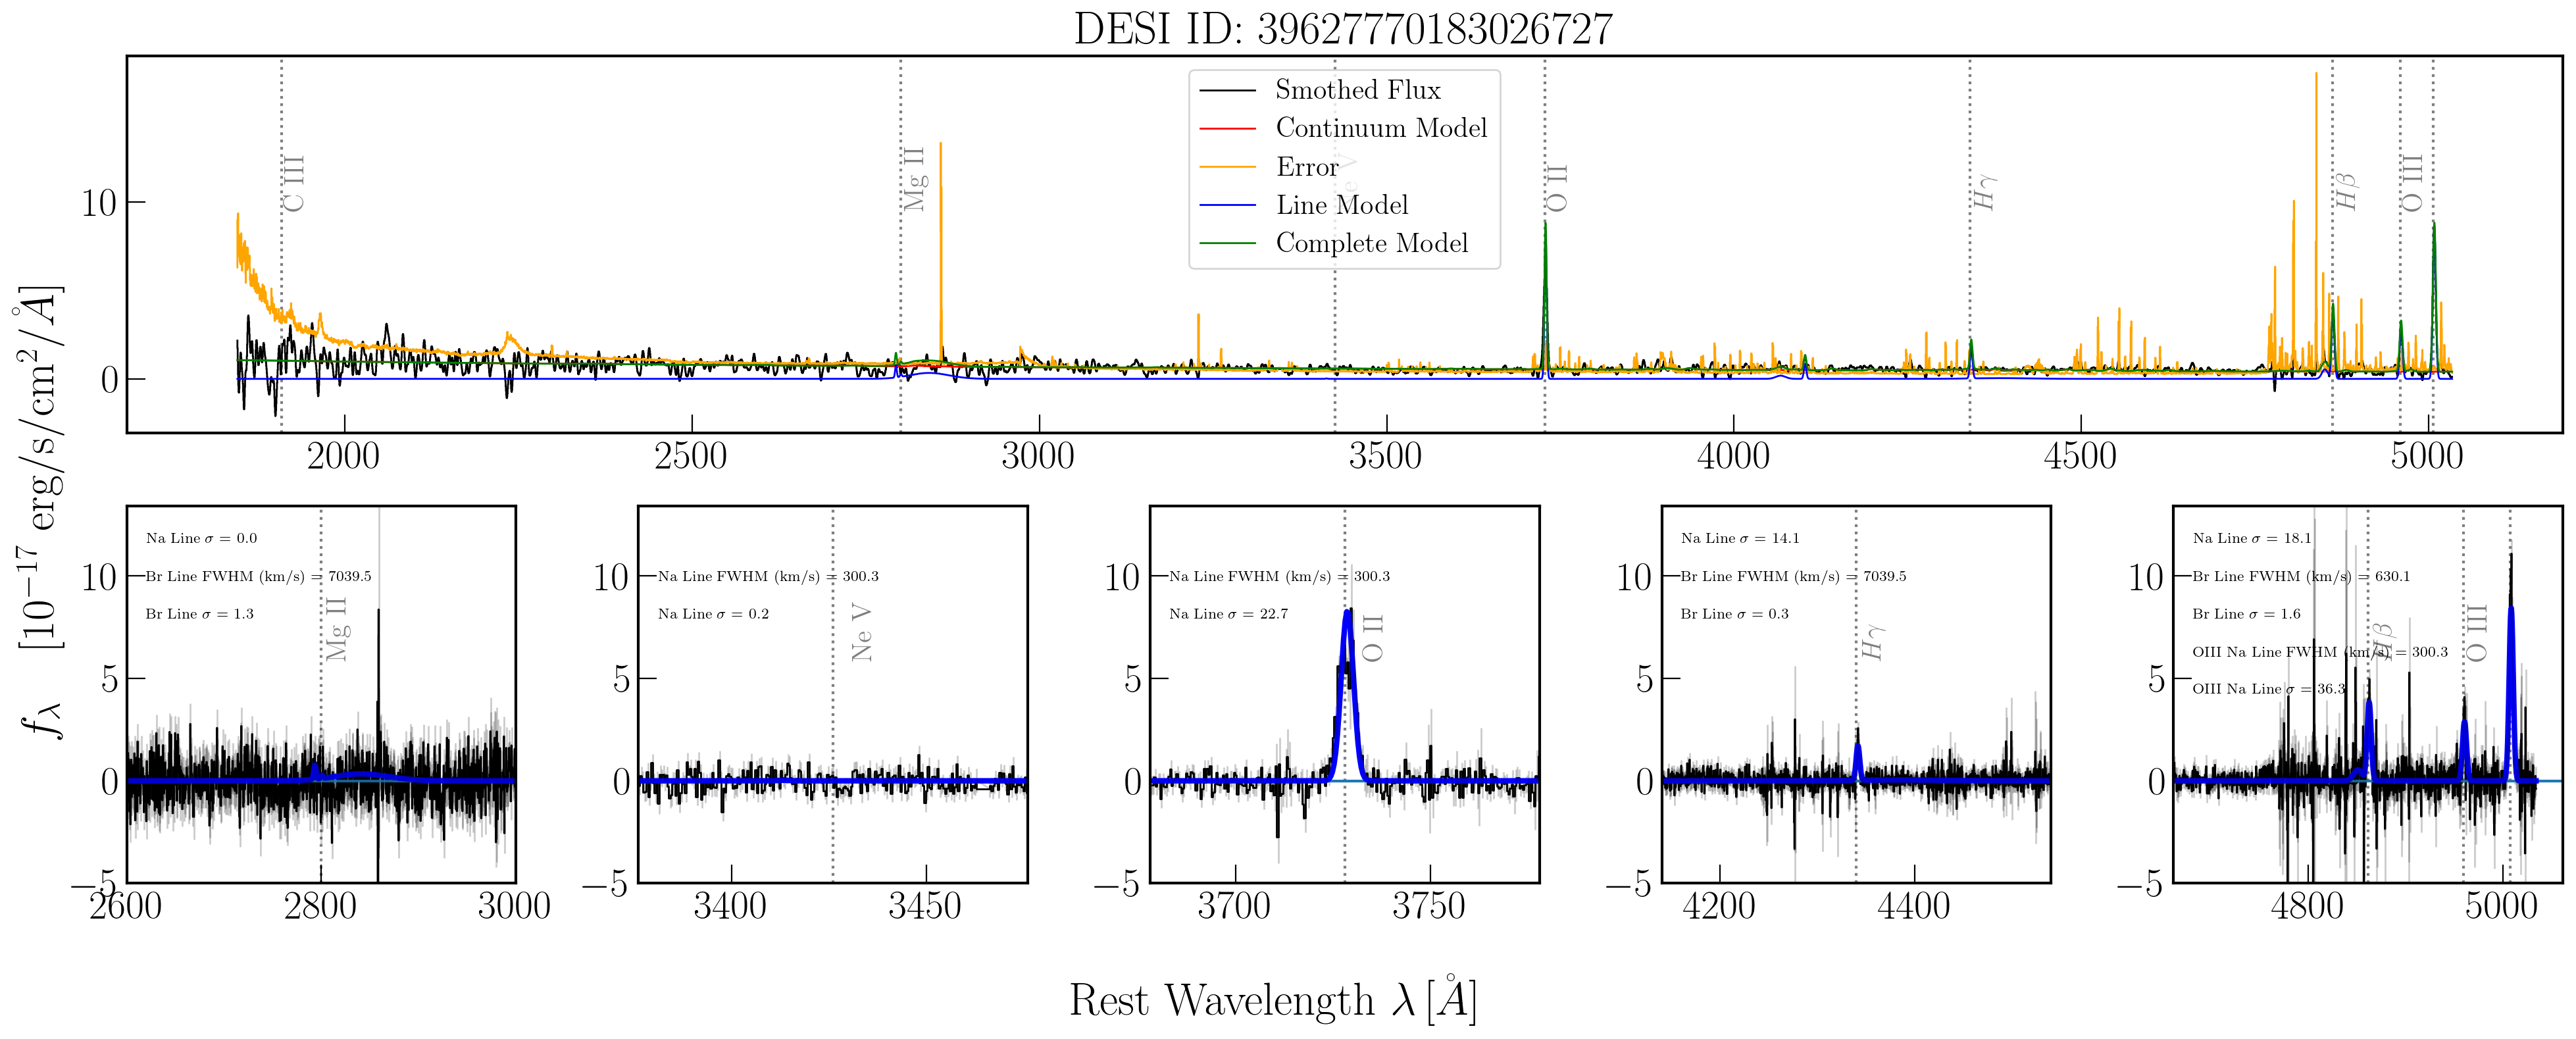 DESI ID: 39627770183026727
Smothed Flux
Continuum Model
Error
Line Model
Complete Model
C III
Mg II
O II
Hγ
Hβ
O III
10
0
2000 2500 3000 3500 4000 4500 5000
f_λ [10^{-17} erg/s/cm^2/Å]
Na Line σ = 0.0
Br Line FWHM (km/s) = 7039.5
Br Line σ = 1.3
Mg II
10
5
0
−5
2600 2800 3000
Na Line FWHM (km/s) = 300.3
Na Line σ = 0.2
Ne V
10
5
0
−5
3400 3450
Na Line FWHM (km/s) = 300.3
Na Line σ = 22.7
O II
10
5
0
−5
3700 3750
Na Line σ = 14.1
Br Line FWHM (km/s) = 7039.5
Br Line σ = 0.3
Hγ
10
5
0
−5
4200 4400
Na Line σ = 18.1
Br Line FWHM (km/s) = 630.1
Br Line σ = 1.6
OIII Na Line FWHM (km/s) = 300.3
OIII Na Line σ = 36.3
Hβ
O III
10
5
0
−5
4800 5000
Rest Wavelength λ [Å]